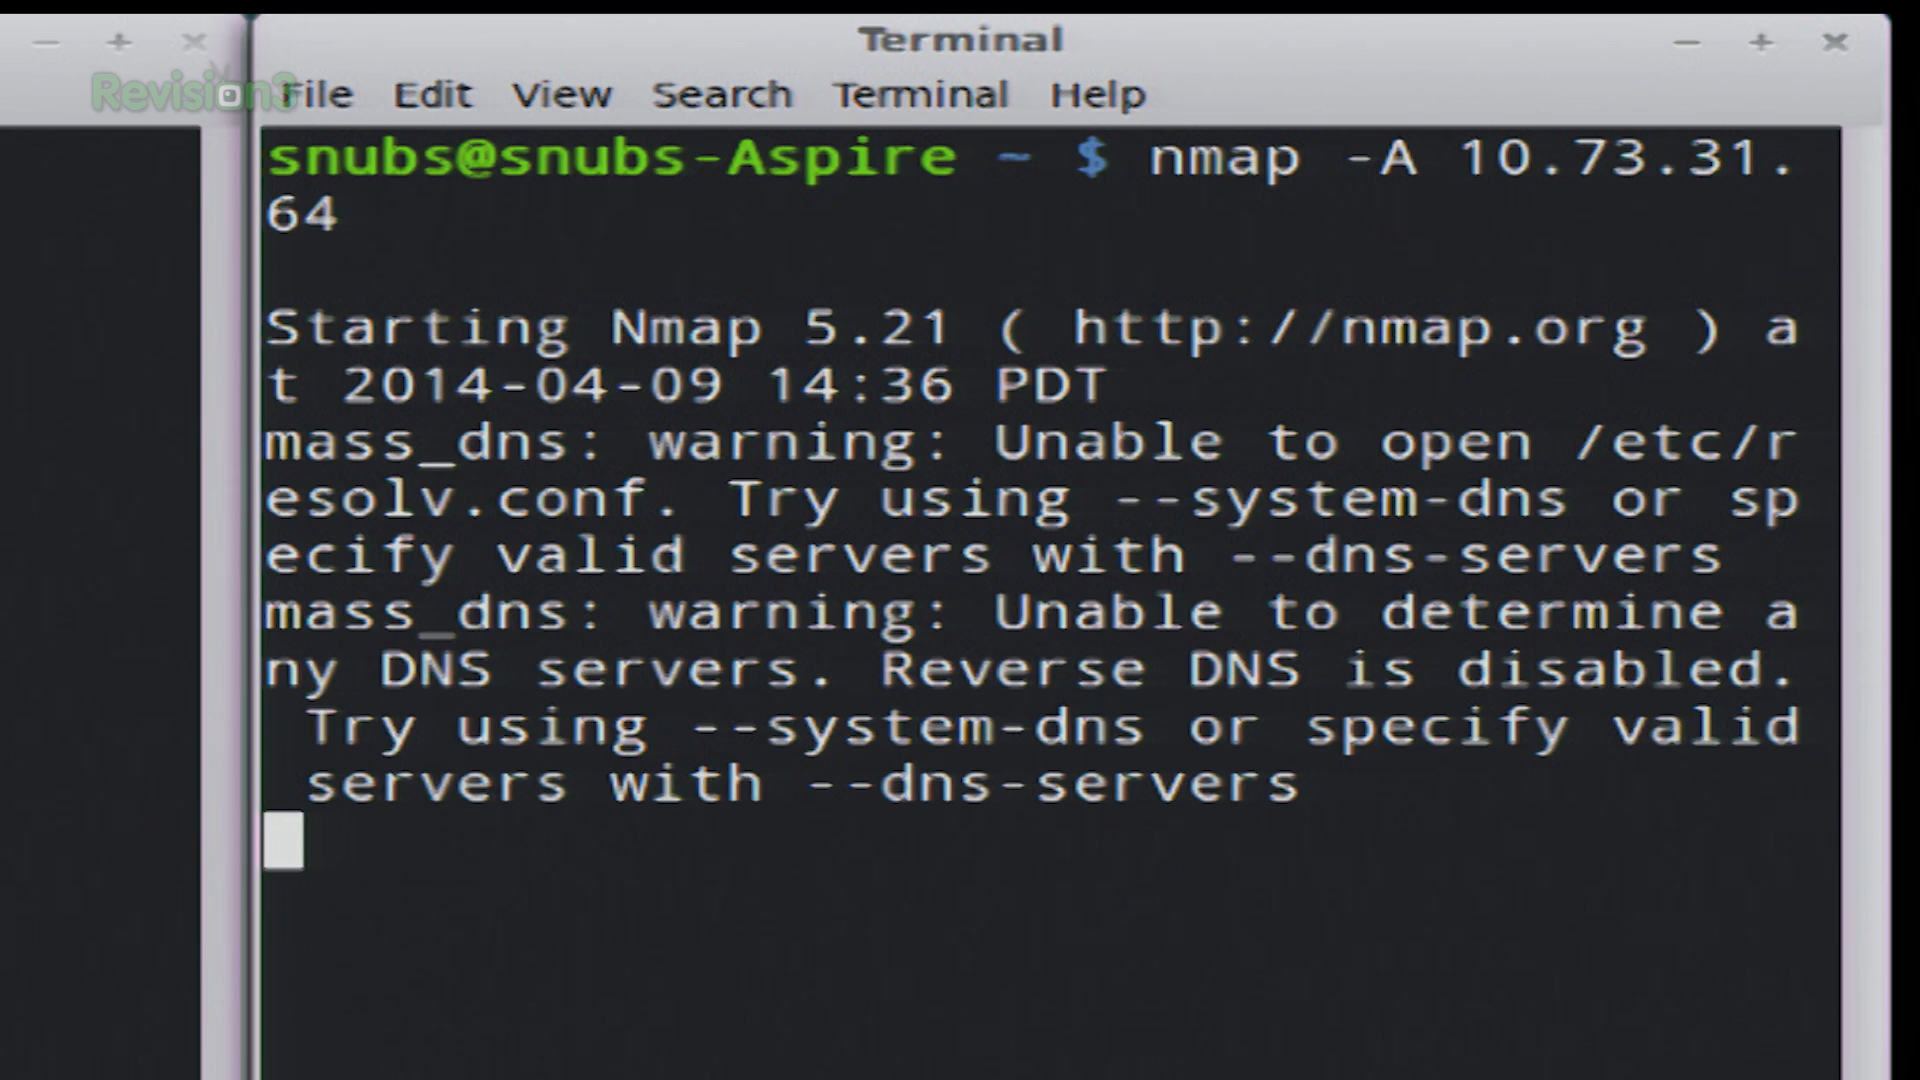 Terminal
Revision3
File Edit View Search Terminal Help
snubs@snubs-Aspire ~ $ nmap -A 10.73.31.
64
Starting Nmap 5.21 ( http://nmap.org ) a
t 2014-04-09 14:36 PDT
mass_dns: warning: Unable to open /etc/r
esolv.conf. Try using --system-dns or sp
ecify valid servers with --dns-servers
mass_dns: warning: Unable to determine a
ny DNS servers. Reverse DNS is disabled.
Try using --system-dns or specify valid
servers with --dns-servers